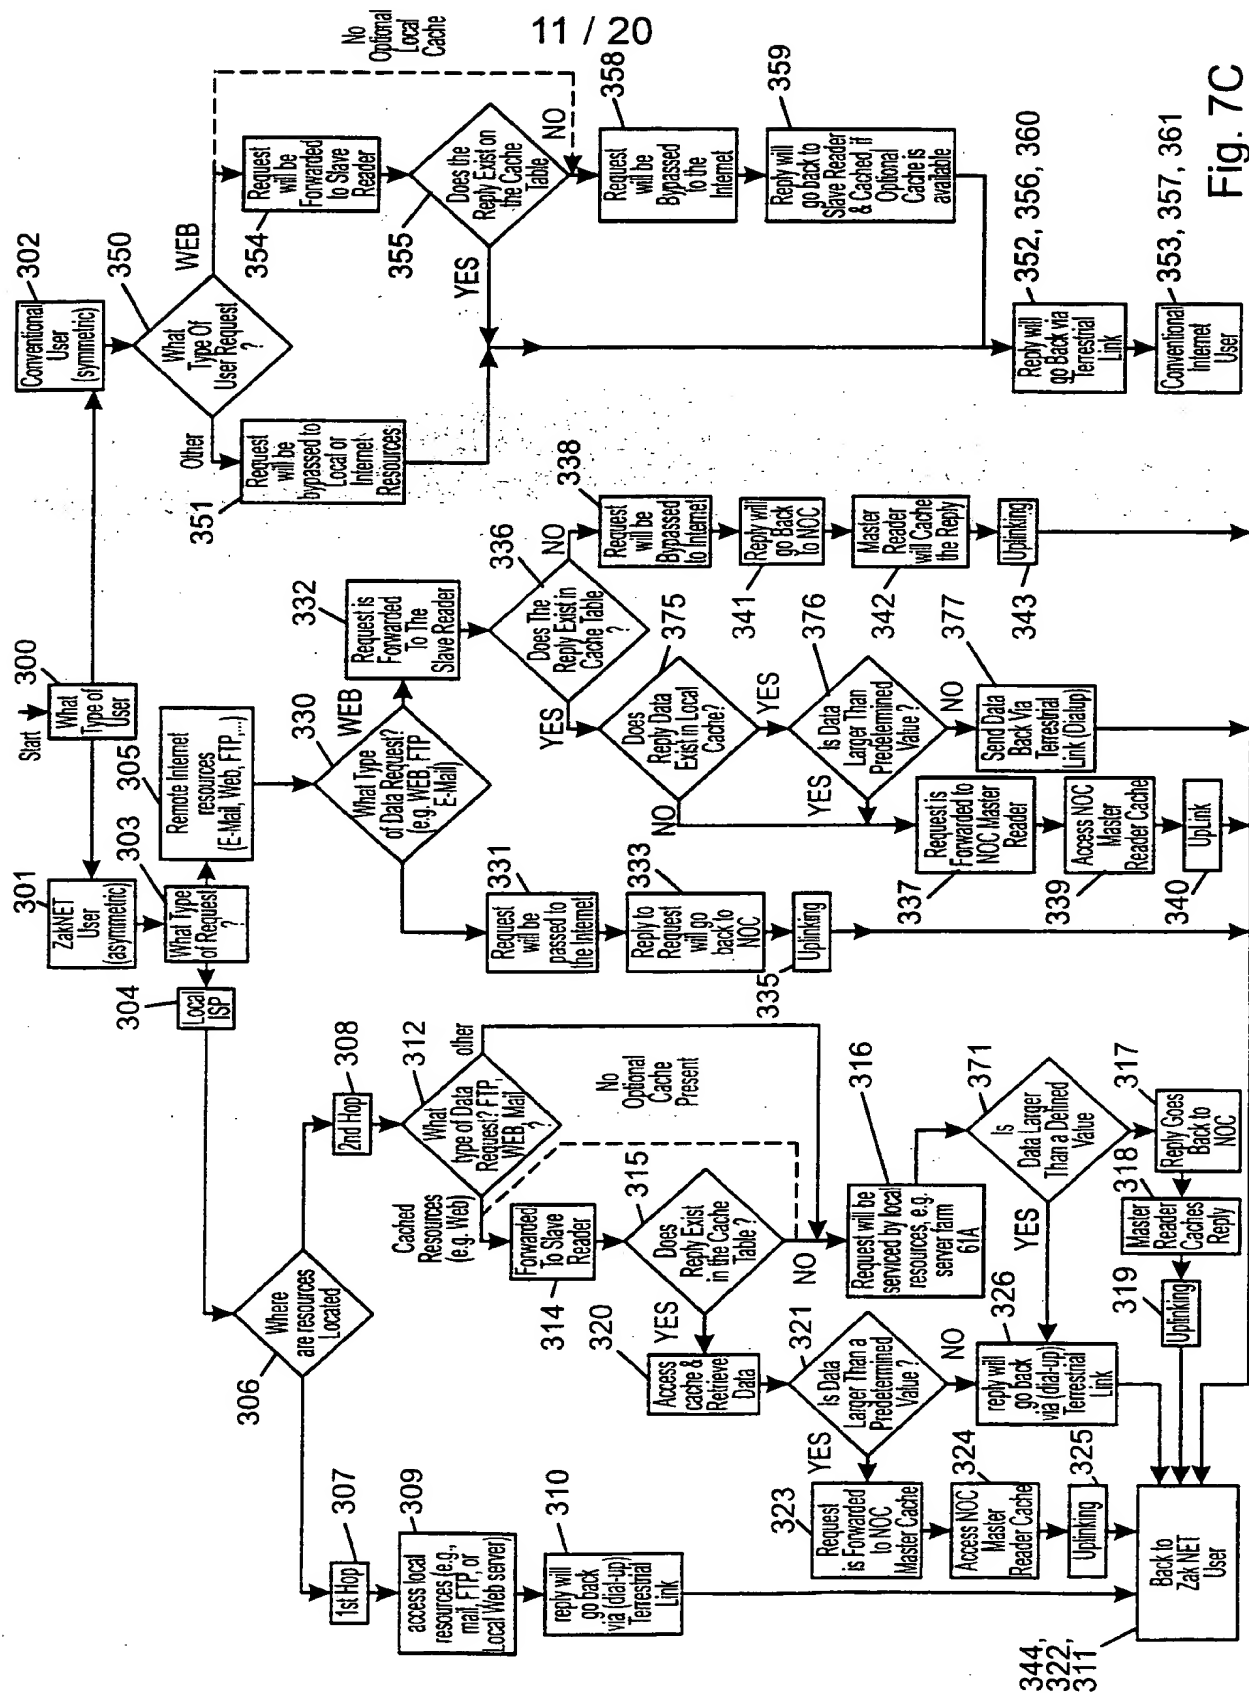 11 / 20
Fig. 7C
Start
300
What
Type of
User
301
ZakNET
User
(asymmetric)
302
Conventional
User
(symmetric)
303
What Type
of Request
?
304
Local
ISP
305
Remote Internet
resources
(E-Mail, Web, FTP,...)
306
Where
are resources
Located
307
1st Hop
309
access local
resources (e.g.,
mail, FTP, or
Local Web server)
310
reply will
go back
via (dial-up)
Terrestrial
Link
308
2nd Hop
312
What
type of Data
Request? FTP,
WEB, Mail
?
other
Cached
Resources
(e.g. Web)
No
Optional
Cache
Present
314
Forwarded
To Slave
Reader
315
Does
Reply Exist
in the Cache
Table ?
YES
NO
320
Access
cache &
Retrieve
Data
316
Request will be
serviced by local
resources, e.g.
server farm
61A
321
Is Data
Larger Than a
Predetermined
Value ?
YES
NO
371
Is
Data Larger
Than a Defined
Value
YES
323
Request
is Forwarded
to NOC
Master Cache
324
Access NOC
Master
Reader Cache
325
Uplinking
326
reply will
go back
via (dial-up)
Terrestrial
Link
317
Reply Goes
Back to
NOC
318
Master
Reader
Caches
Reply
319
Uplinking
344,
322,
311
Back to
Zak NET
User
330
What Type
of Data Request?
(e.g. WEB, FTP
E-Mail)
WEB
331
Request
will be
passed to
the Internet
333
Reply to
Request
will go
back to
NOC
335
Uplinking
332
Request is
Forwarded
To The
Slave Reader
336
Does The
Reply Exist in
Cache Table
?
YES
NO
375
Does
Reply Data
Exist in Local
Cache?
NO
YES
376
Is Data
Larger Than
Predetermined
Value ?
YES
NO
337
Request is
Forwarded to
NOC Master
Reader
339
Access NOC
Master
Reader Cache
340
UpLink
377
Send Data
Back Via
Terrestrial
Link (Dialup)
338
Request
will be
Bypassed
to Internet
341
Reply will
go Back
To NOC
342
Master
Reader
will Cache
the Reply
343
Uplinking
350
What
Type Of
User Request
?
Other
WEB
No
Optional
Local
Cache
351
Request
will be
bypassed to
Local or
Internet
Resources
354
Request
will be
Forwarded
to Slave
Reader
355
Does the
Reply Exist on
the Cache
Table
YES
NO
358
Request
will be
Bypassed
to the
Internet
359
Reply will
go back to
Slave Reader
& Cached, if
Optional
Cache is
available
352, 356, 360
Reply will
go Back via
Terrestrial
Link
353, 357, 361
Conventional
Internet
User